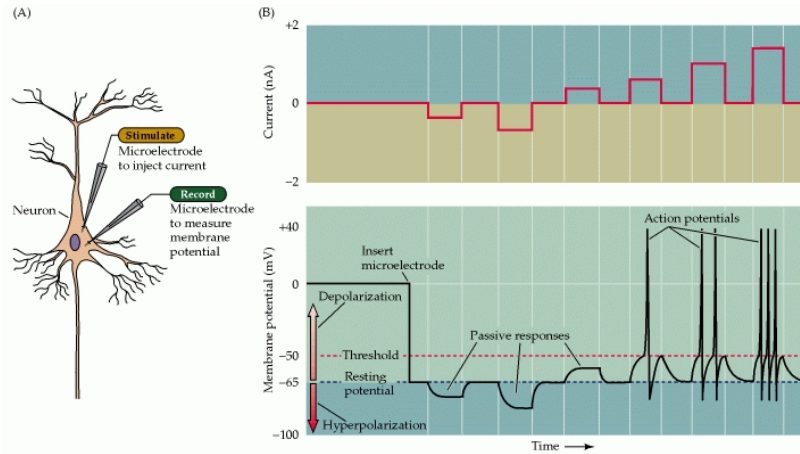 (A)
Stimulate
Microelectrode
to inject current
Record
Microelectrode
to measure
membrane
potential
Neuron
(B)
Current (nA)
+2
0
−2
Membrane potential (mV)
+40
0
−50
−65
−100
Insert
microelectrode
Action potentials
Depolarization
Passive responses
Threshold
Resting
potential
Hyperpolarization
Time